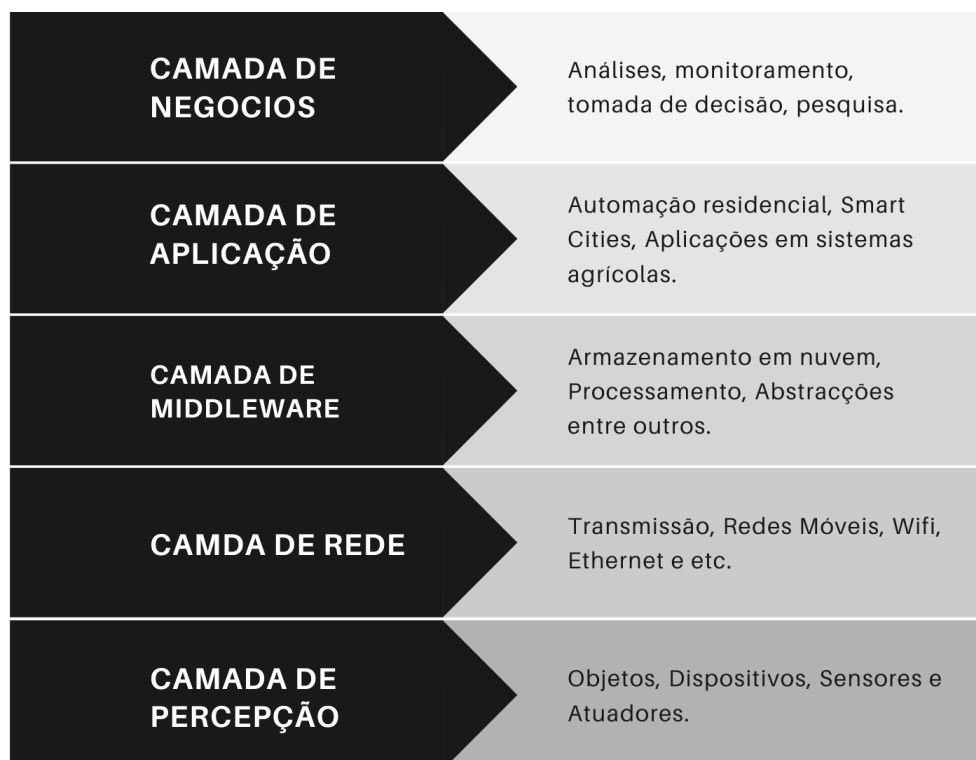 CAMADA DE
NEGOCIOS
Análises, monitoramento,
tomada de decisão, pesquisa.
CAMADA DE
APLICAÇÃO
Automação residencial, Smart
Cities, Aplicações em sistemas
agrícolas.
CAMADA DE
MIDDLEWARE
Armazenamento em nuvem,
Processamento, Abstracções
entre outros.
CAMDA DE REDE
Transmissão, Redes Móveis, Wifi,
Ethernet e etc.
CAMADA DE
PERCEPÇÃO
Objetos, Dispositivos, Sensores e
Atuadores.